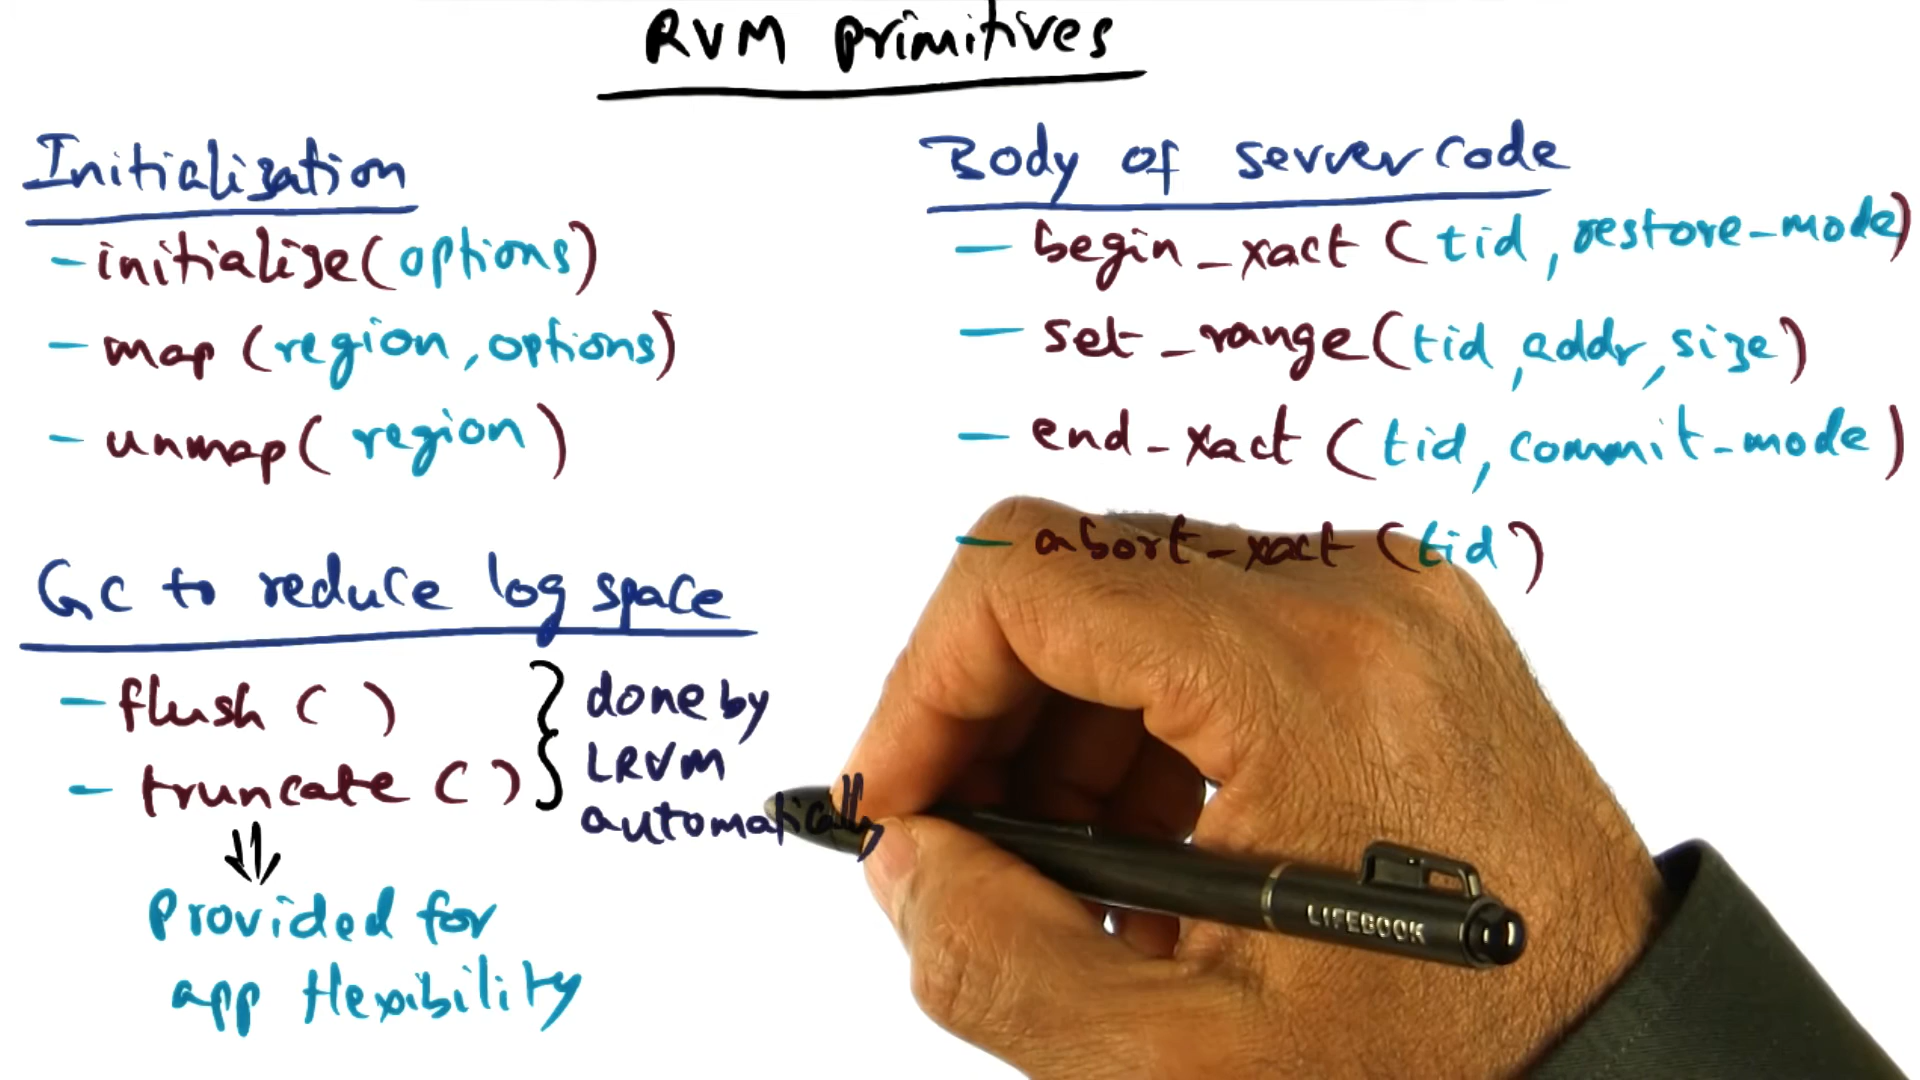 RVM primitives
Initialization
- initialize(options)
- map (region, options)
- unmap( region )
GC to reduce log space
- flush ( )
- truncate ( )
done by
LRVM
automatically
Provided for
app flexibility
Body of server code
- begin_xact ( tid, restore-mode)
- set_range(tid, addr, size)
- end-xact ( tid, commit-mode )
- abort-xact (tid )
LIFEBOOK